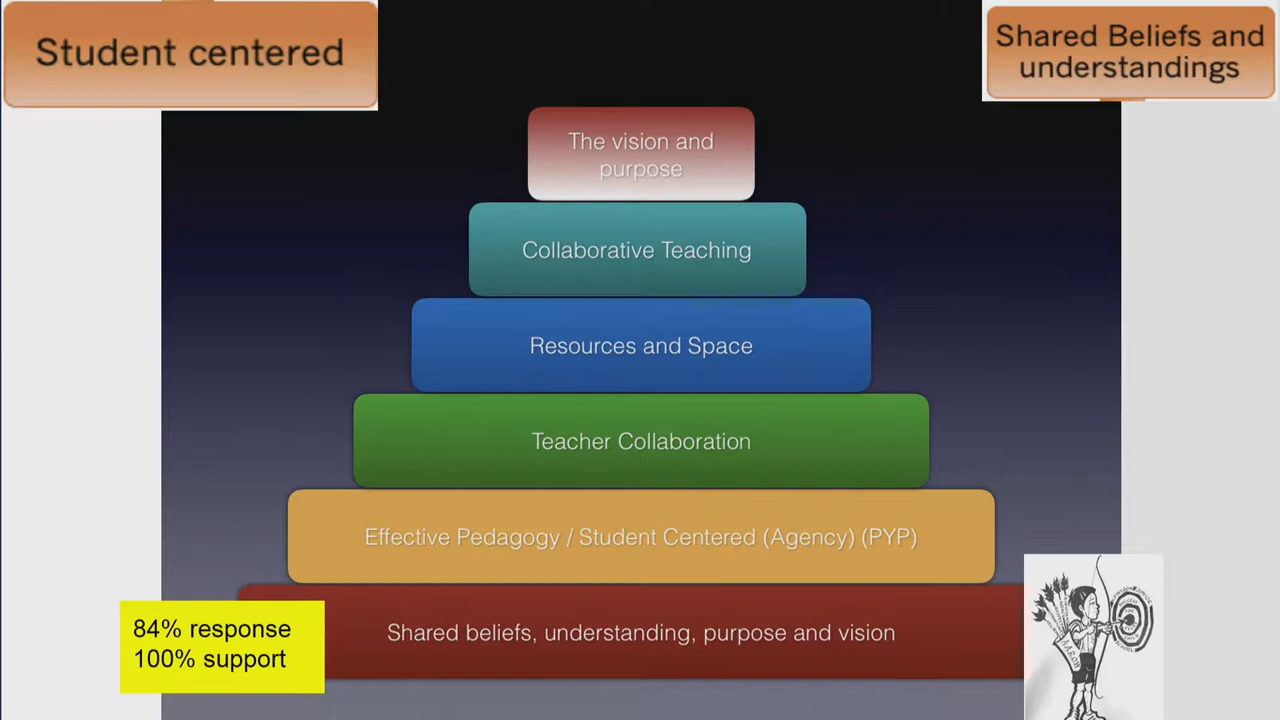 Student centered
Shared Beliefs and
understandings
The vision and
purpose
Collaborative Teaching
Resources and Space
Teacher Collaboration
Effective Pedagogy / Student Centered (Agency) (PYP)
84% response
100% support
Shared beliefs, understanding, purpose and vision